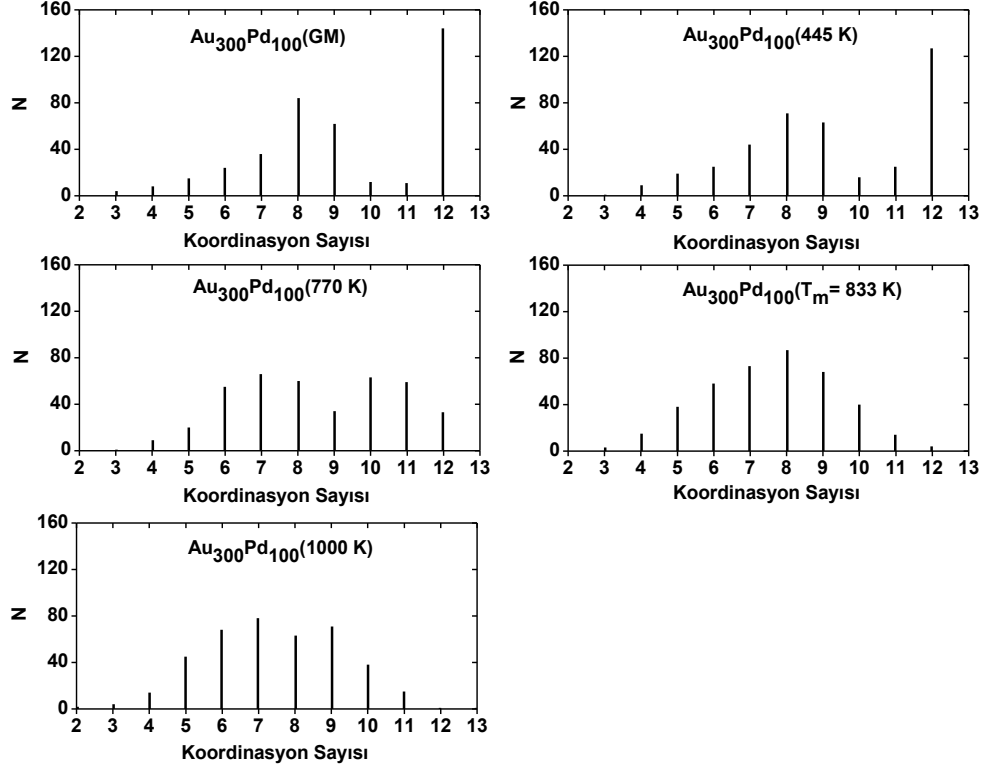 Au300Pd100(GM)
N
160
120
80
40
0
2 3 4 5 6 7 8 9 10 11 12 13
Koordinasyon Sayısı
Au300Pd100(445 K)
N
160
120
80
40
0
2 3 4 5 6 7 8 9 10 11 12 13
Koordinasyon Sayısı
Au300Pd100(770 K)
N
160
120
80
40
0
2 3 4 5 6 7 8 9 10 11 12 13
Koordinasyon Sayısı
Au300Pd100(Tm= 833 K)
N
160
120
80
40
0
2 3 4 5 6 7 8 9 10 11 12 13
Koordinasyon Sayısı
Au300Pd100(1000 K)
N
160
120
80
40
0
2 3 4 5 6 7 8 9 10 11 12 13
Koordinasyon Sayısı